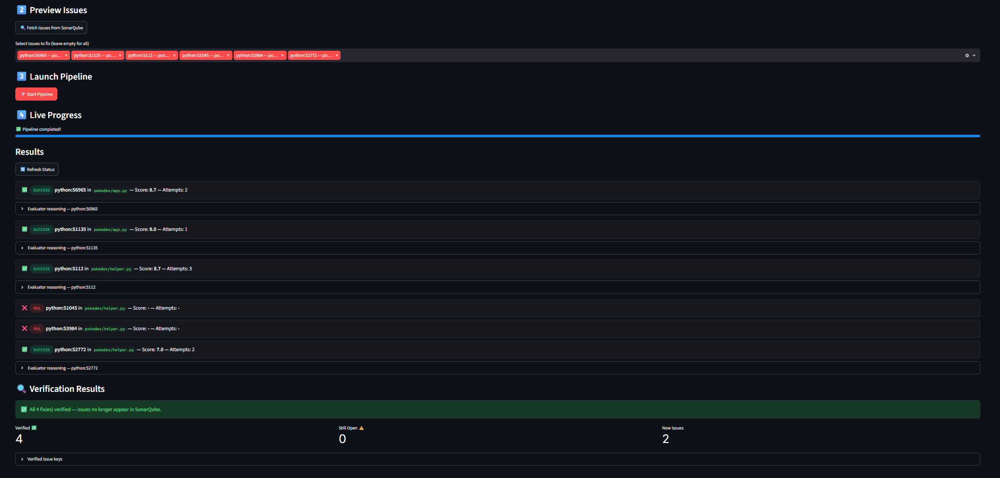 2 Preview Issues
Fetch Issues from SonarQube
Select issues to fix (leave empty for all)
python:S6965 — po... × python:S1135 — po... × python:S112 — pok... × python:S1045 — po... × python:S3984 — po... × python:S2772 — po... ×
3 Launch Pipeline
Start Pipeline
4 Live Progress
Pipeline completed!
Results
Refresh Status
SUCCESS python:S6965 in pokedex/app.py — Score: 8.7 — Attempts: 2
Evaluator reasoning — python:S6965
SUCCESS python:S1135 in pokedex/app.py — Score: 8.0 — Attempts: 1
Evaluator reasoning — python:S1135
SUCCESS python:S112 in pokedex/helper.py — Score: 8.7 — Attempts: 3
Evaluator reasoning — python:S112
FAIL python:S1045 in pokedex/helper.py — Score: - — Attempts: -
FAIL python:S3984 in pokedex/helper.py — Score: - — Attempts: -
SUCCESS python:S2772 in pokedex/helper.py — Score: 7.0 — Attempts: 2
Evaluator reasoning — python:S2772
Verification Results
All 4 fix(es) verified — issues no longer appear in SonarQube.
Verified Still Open New Issues
4 0 2
Verified issue keys